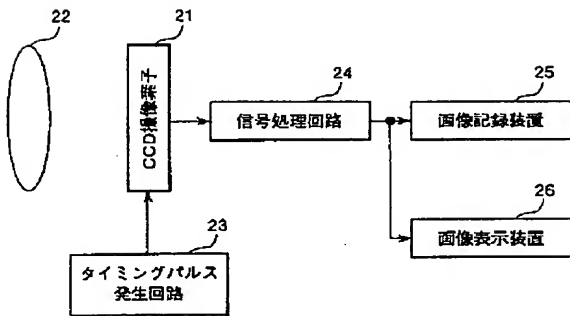 22
21
CCD撮像素子
24
信号処理回路
25
画像記録装置
26
画像表示装置
23
タイミングパルス
発生回路